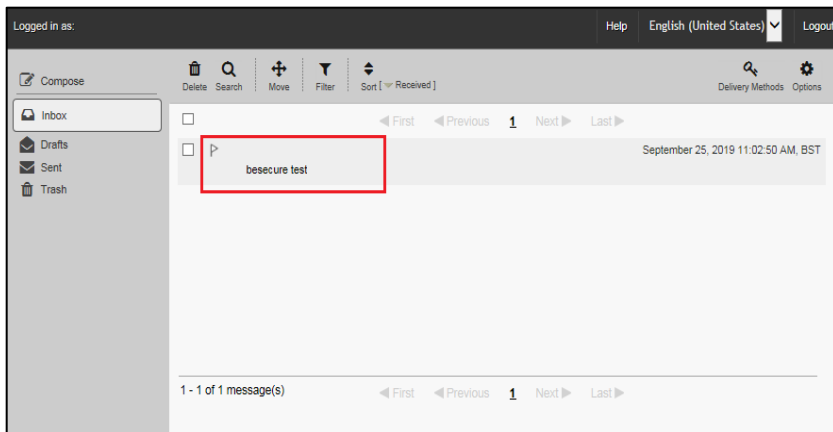 Logged in as:
Help English (United States) Logout
Compose
Inbox
Drafts
Sent
Trash
Delete Search Move Filter Sort [ Received ]
Delivery Methods Options
First Previous 1 Next Last
September 25, 2019 11:02:50 AM, BST
besecure test
1 - 1 of 1 message(s)
First Previous 1 Next Last